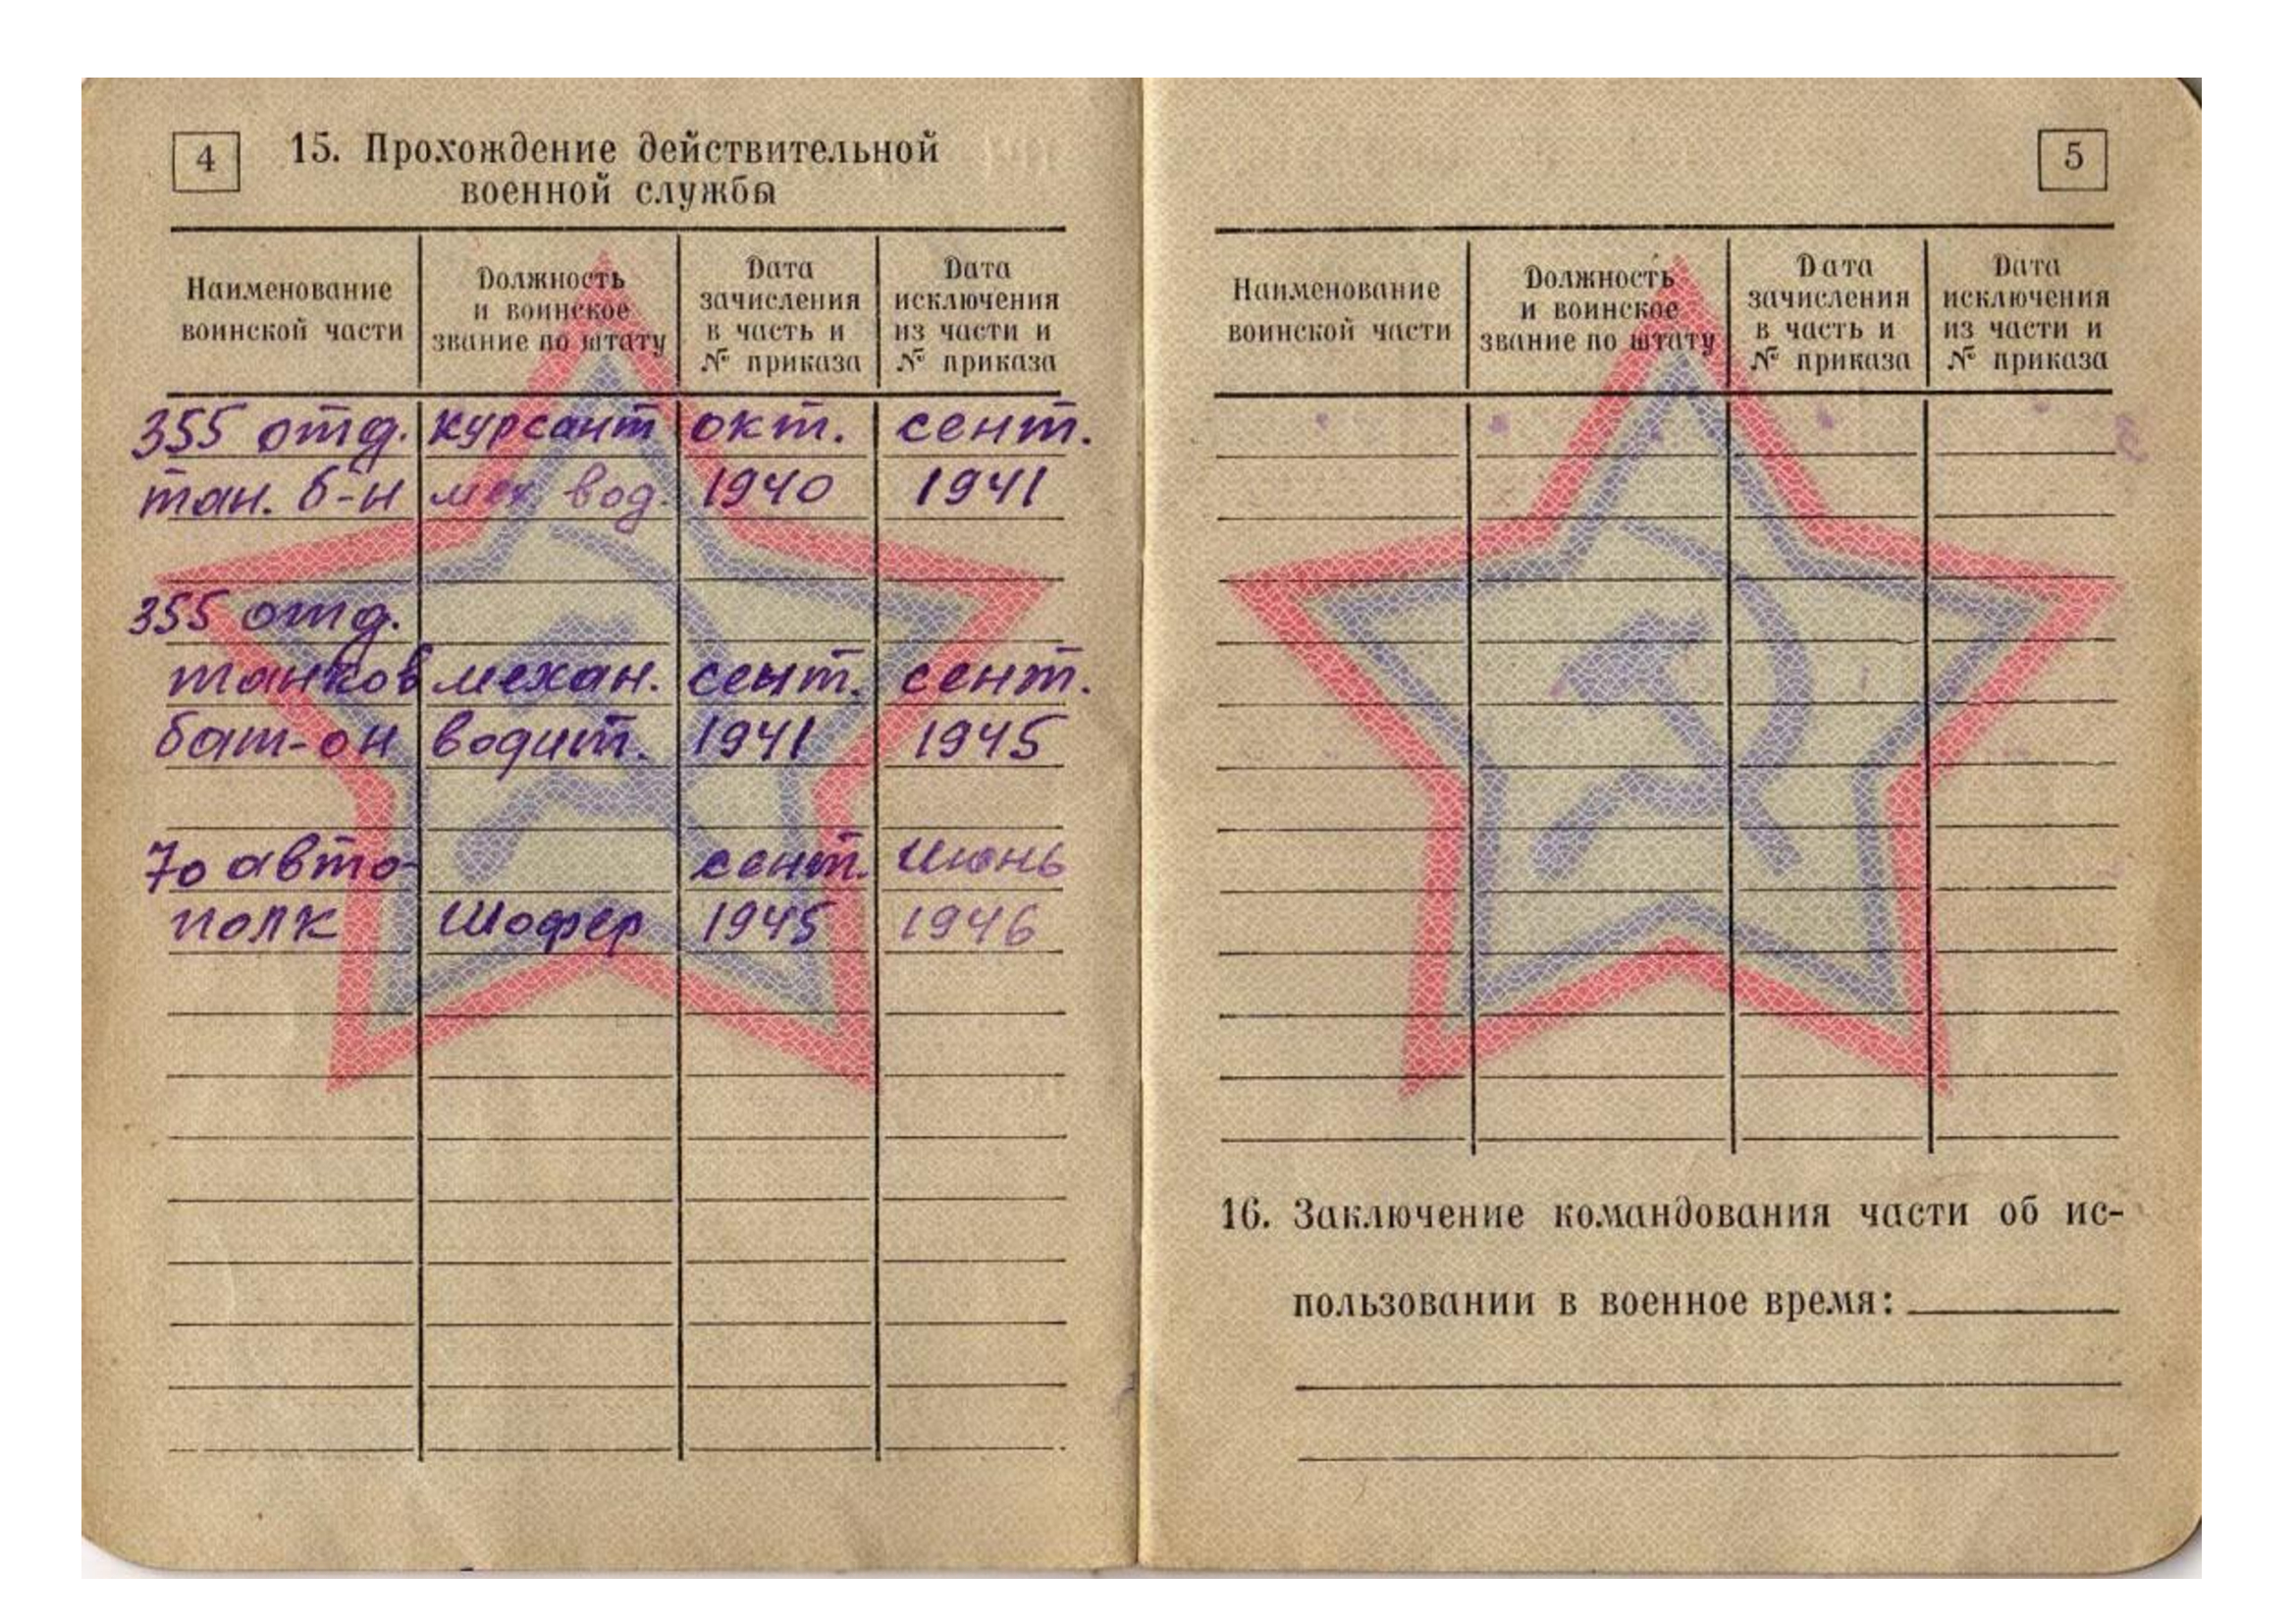 4
15. Прохождение действительной
военной службы
Наименование
воинской части
Должность
и воинское
звание по штату
Дата
зачисления
в часть и
№ приказа
Дата
исключения
из части и
№ приказа
355 отд. курсант окт. сент.
тан. б-н мех вод. 1940 1941
355 отд.
танков механ. сент. сент.
бат-он водит. 1941 1945
70 авто- сент. Июнь
полк Шофер 1945 1946
5
Наименование
воинской части
Должность
и воинское
звание по штату
Дата
зачисления
в часть и
№ приказа
Дата
исключения
из части и
№ приказа
16. Заключение командования части об ис-
пользовании в военное время: